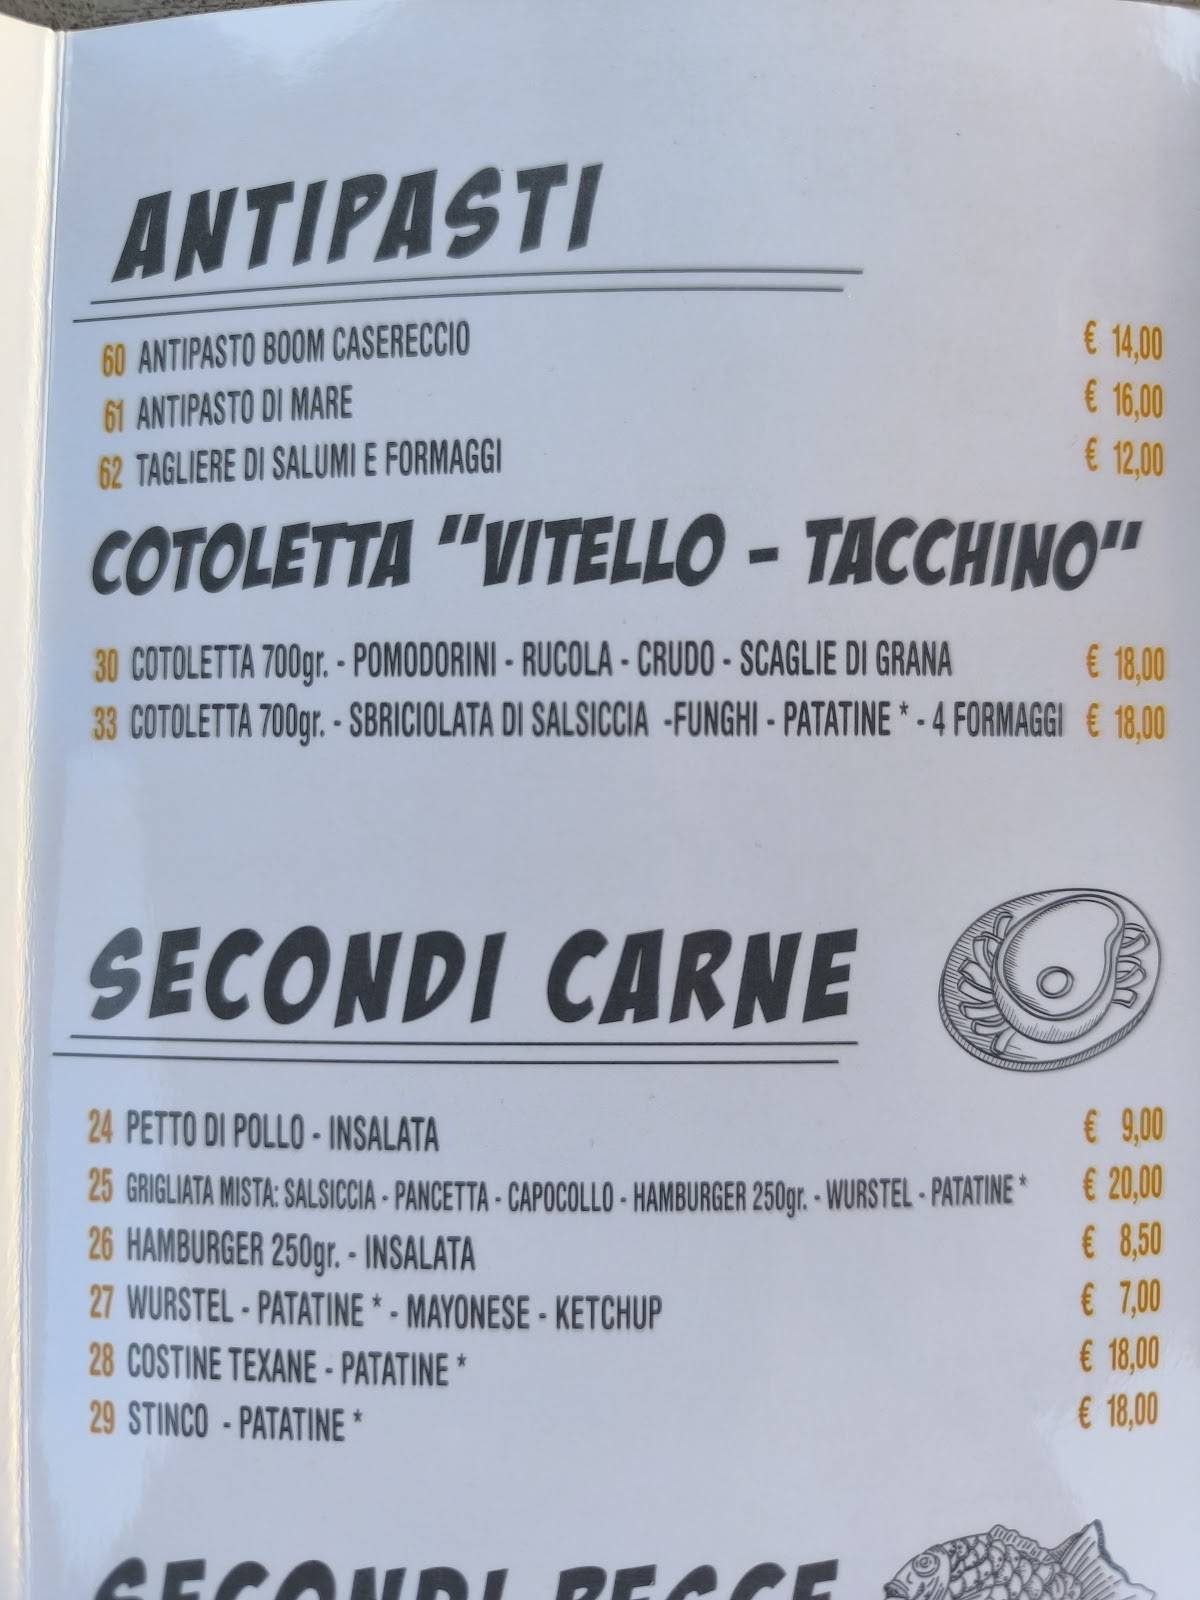 ANTIPASTI
60 ANTIPASTO BOOM CASERECCIO € 14,00
61 ANTIPASTO DI MARE € 16,00
62 TAGLIERE DI SALUMI E FORMAGGI € 12,00
COTOLETTA "VITELLO - TACCHINO"
30 COTOLETTA 700gr. - POMODORINI - RUCOLA - CRUDO - SCAGLIE DI GRANA € 18,00
33 COTOLETTA 700gr. - SBRICIOLATA DI SALSICCIA -FUNGHI - PATATINE * - 4 FORMAGGI € 18,00
SECONDI CARNE
24 PETTO DI POLLO - INSALATA € 9,00
25 GRIGLIATA MISTA: SALSICCIA - PANCETTA - CAPOCOLLO - HAMBURGER 250gr. - WURSTEL - PATATINE * € 20,00
26 HAMBURGER 250gr. - INSALATA € 8,50
27 WURSTEL - PATATINE * - MAYONESE - KETCHUP € 7,00
28 COSTINE TEXANE - PATATINE * € 18,00
29 STINCO - PATATINE * € 18,00
SECONDI PESCE